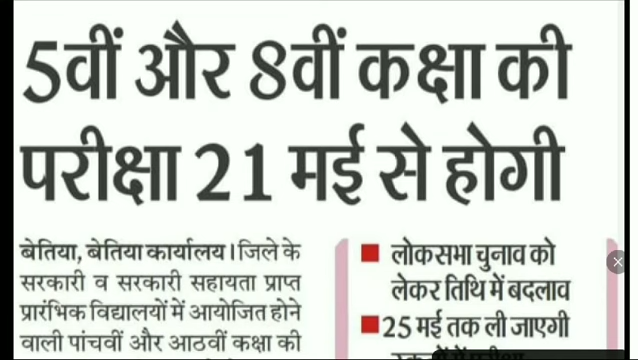 5वीं और 8वीं कक्षा की
परीक्षा 21 मई से होगी
बेतिया, बेतिया कार्यालय। जिले के
सरकारी व सरकारी सहायता प्राप्त
प्रारंभिक विद्यालयों में आयोजित होने
वाली पांचवीं और आठवीं कक्षा की
लोकसभा चुनाव को
लेकर तिथि में बदलाव
25 मई तक ली जाएगी